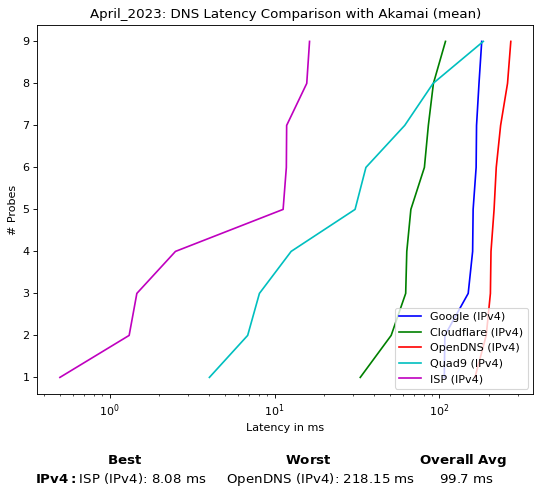 April_2023: DNS Latency Comparison with Akamai (mean)
# Probes
9
8
7
6
5
4
3
2
1
Google (IPv4)
Cloudflare (IPv4)
OpenDNS (IPv4)
Quad9 (IPv4)
ISP (IPv4)
10⁰ 10¹ 10²
Latency in ms
Best Worst Overall Avg
IPv4: ISP (IPv4): 8.08 ms OpenDNS (IPv4): 218.15 ms 99.7 ms